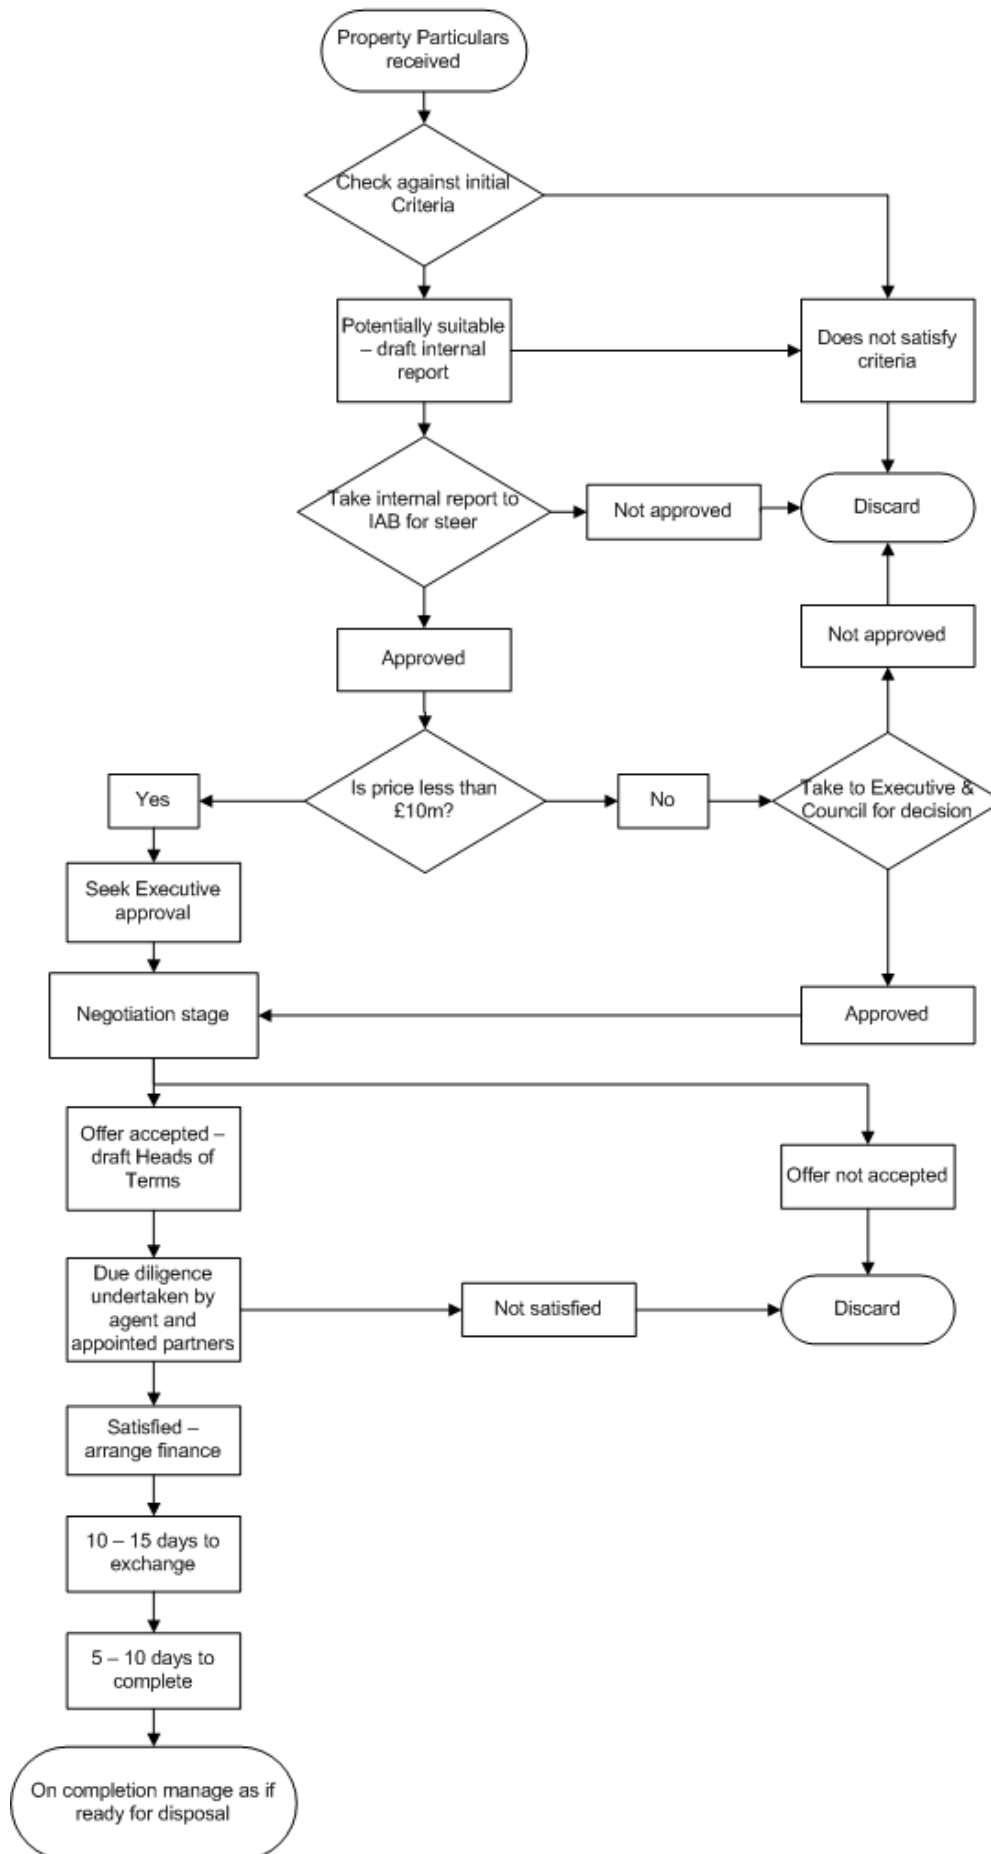 Property Particulars
received
Check against initial
Criteria
Potentially suitable
– draft internal
report
Does not satisfy
criteria
Take internal report to
IAB for steer
Not approved
Discard
Approved
Not approved
Is price less than
£10m?
Yes
No
Take to Executive &
Council for decision
Seek Executive
approval
Negotiation stage
Approved
Offer accepted –
draft Heads of
Terms
Offer not accepted
Due diligence
undertaken by
agent and
appointed partners
Not satisfied
Discard
Satisfied –
arrange finance
10 – 15 days to
exchange
5 – 10 days to
complete
On completion manage as if
ready for disposal